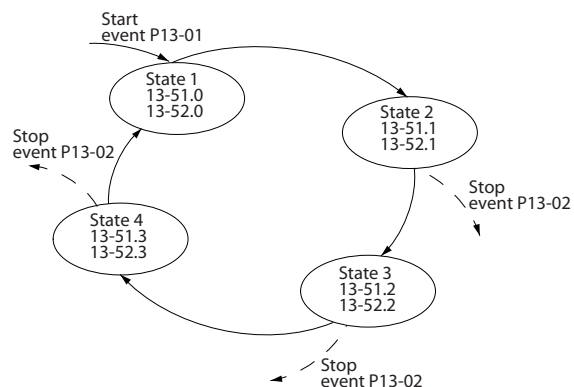 Start
event P13-01
State 1
13-51.0
13-52.0
State 2
13-51.1
13-52.1
Stop
event P13-02
Stop
event P13-02
State 4
13-51.3
13-52.3
State 3
13-51.2
13-52.2
Stop
event P13-02